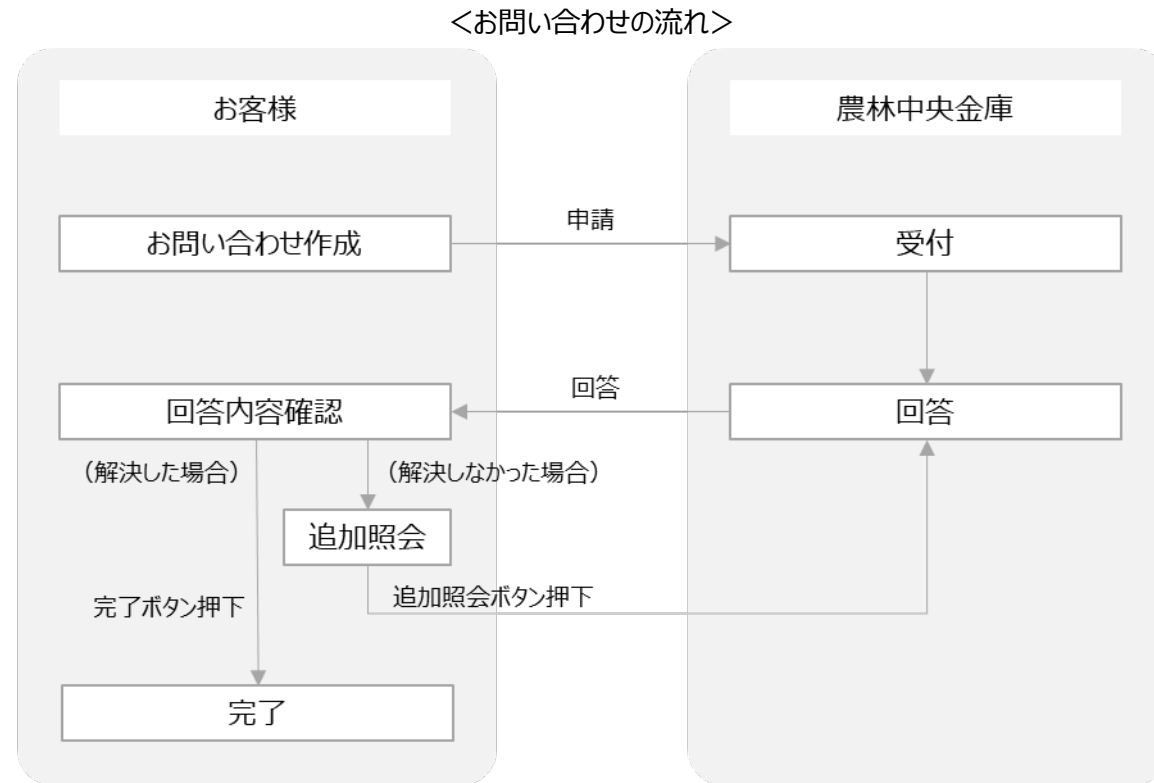 ＜お問い合わせの流れ＞
お客様
農林中央金庫
お問い合わせ作成
申請
受付
回答内容確認
回答
回答
（解決した場合）
（解決しなかった場合）
追加照会
完了ボタン押下
追加照会ボタン押下
完了